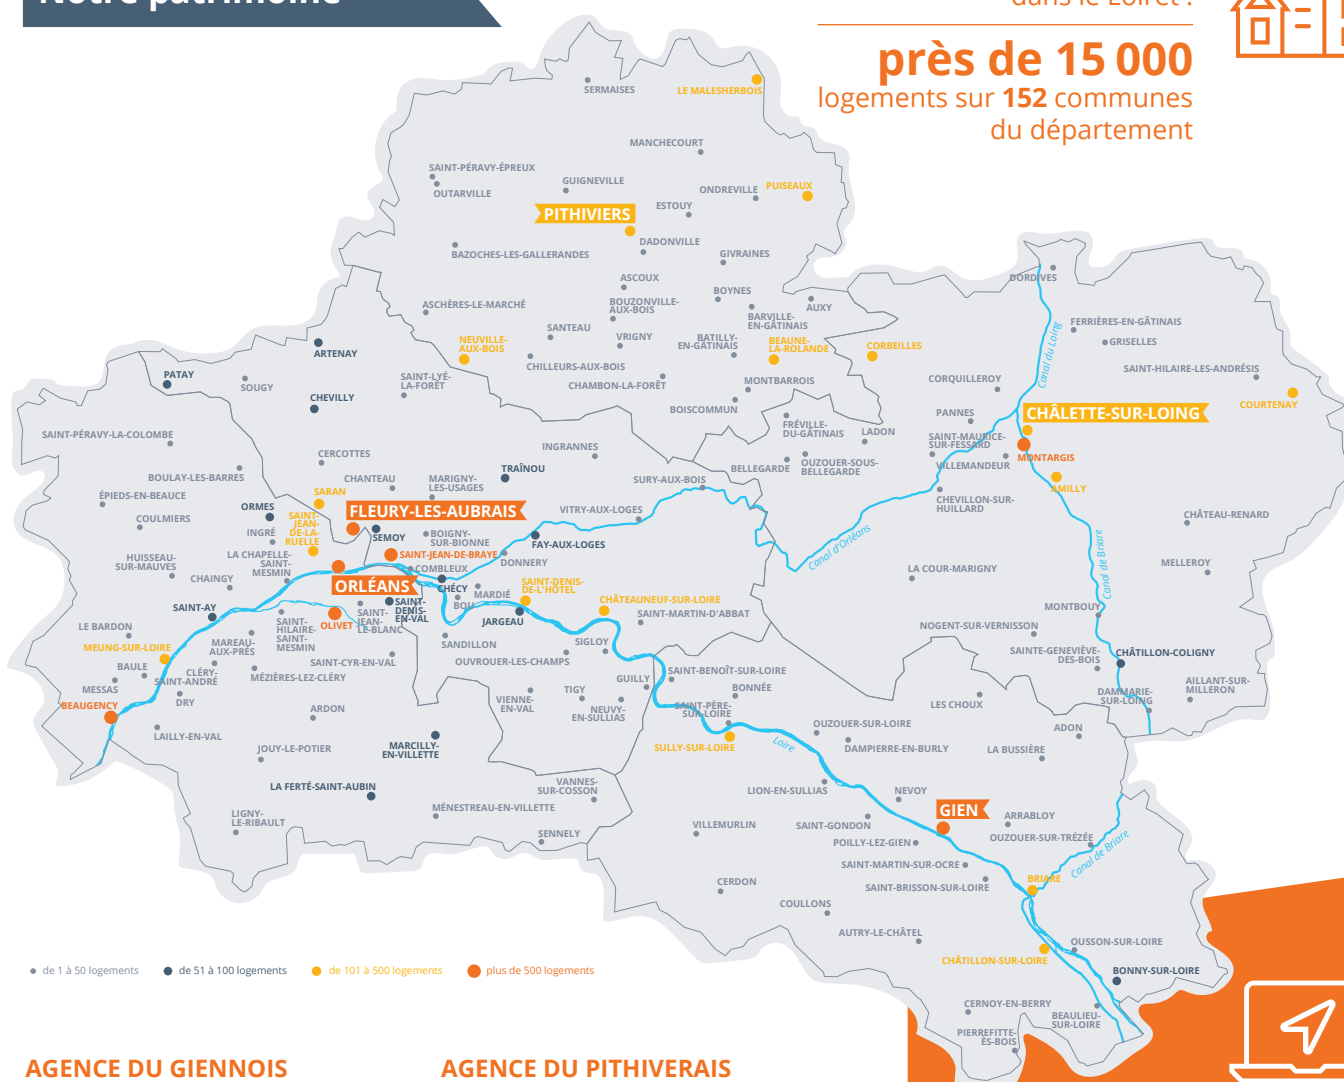 Notre patrimoine
dans le Loiret :
près de 15 000
logements sur 152 communes
du département
SERMAISES
LE MALESHERBOIS
MANCHECOURT
SAINT-PÉRAVY-ÉPREUX
OUTARVILLE
GUIGNEVILLE
ONDREVILLE
PUISEAUX
ESTOUY
PITHIVIERS
DADONVILLE
BAZOCHES-LES-GALLERANDES
GIVRAINES
ASCOUX
BOYNES
ASCHÈRES-LE-MARCHÉ
BOUZONVILLE-
AUX-BOIS
AUXY
BARVILLE-
EN-GÂTINAIS
SANTEAU
VRIGNY
BATILLY-
EN-GÂTINAIS
BEAUNE-
LA-ROLANDE
CORBEILLES
NEUVILLE-
AUX-BOIS
CHILLEURS-AUX-BOIS
CHAMBON-LA-FORÊT
MONTBARROIS
BOISCOMMUN
DORDIVES
Canal du Loing
FERRIÈRES-EN-GÂTINAIS
GRISELLES
SAINT-HILAIRE-LES-ANDRÉSIS
COURTENAY
CORQUILLEROY
PANNES
CHÂLETTE-SUR-LOING
SAINT-MAURICE-
SUR-FESSARD
VILLEMANDEUR
MONTARGIS
AMILLY
CHEVILLON-SUR-
HUILLARD
CHÂTEAU-RENARD
ARTENAY
PATAY
SOUGY
SAINT-LYÉ-
LA-FORÊT
CHEVILLY
SAINT-PÉRAVY-LA-COLOMBE
CERCOTTES
BOULAY-LES-BARRES
CHANTEAU
MARIGNY-
LES-USAGES
TRAÎNOU
INGRANNES
FRÉVILLE-
DU-GÂTINAIS
LADON
BELLEGARDE
OUZOUER-SOUS-
BELLEGARDE
SURY-AUX-BOIS
VITRY-AUX-LOGES
ÉPIEDS-EN-BEAUCE
COULMIERS
ORMES
SARAN
FLEURY-LES-AUBRAIS
INGRÉ
SAINT-
JEAN-
DE-LA-
RUELLE
SEMOY
BOIGNY-
SUR-BIONNE
FAY-AUX-LOGES
Canal d'Orléans
HUISSEAU-
SUR-MAUVES
LA CHAPELLE-
SAINT-
MESMIN
SAINT-JEAN-DE-BRAYE
DONNERY
COMBLEUX
CHAINGY
ORLÉANS
CHÉCY
MARDIÉ
BOU
SAINT-DENIS-
DE-L'HÔTEL
CHÂTEAUNEUF-SUR-LOIRE
SAINT-AY
OLIVET
SAINT-
JEAN-
LE-BLANC
SAINT-
DENIS-
EN-VAL
JARGEAU
SAINT-MARTIN-D'ABBAT
LE BARDON
SAINT-
HILAIRE-
SAINT-
MESMIN
MEUNG-SUR-LOIRE
MAREAU-
AUX-PRÉS
SANDILLON
SIGLOY
OUVROUER-LES-CHAMPS
SAINT-CYR-EN-VAL
BAULE
CLÉRY-
SAINT-ANDRÉ
MÉZIÈRES-LEZ-CLÉRY
MESSAS
DRY
BEAUGENCY
GUILLY
SAINT-BENOÎT-SUR-LOIRE
BONNÉE
TIGY
VIENNE-
EN-VAL
NEUVY-
EN-SULLIAS
SAINT-PÈRE-
SUR-LOIRE
ARDON
LAILLY-EN-VAL
JOUY-LE-POTIER
MARCILLY-
EN-VILLETTE
SULLY-SUR-LOIRE
Loire
LA FERTÉ-SAINT-AUBIN
VANNES-
SUR-COSSON
LIGNY-
LE-RIBAULT
MÉNESTREAU-EN-VILLETTE
SENNELY
LA COUR-MARIGNY
Canal de Briare
MELLEROY
MONTBOUY
NOGENT-SUR-VERNISSON
SAINTE-GENEVIÈVE-
DES-BOIS
CHÂTILLON-COLIGNY
DAMMARIE-
SUR-LOING
AILLANT-SUR-
MILLERON
LES CHOUX
ADON
OUZOUER-SUR-LOIRE
DAMPIERRE-EN-BURLY
LA BUSSIÈRE
LION-EN-SULLIAS
NEVOY
GIEN
ARRABLOY
VILLEMURLIN
SAINT-GONDON
POILLY-LEZ-GIEN
OUZOUER-SUR-TRÉZÉE
Canal de Briare
SAINT-MARTIN-SUR-OCRE
CERDON
SAINT-BRISSON-SUR-LOIRE
BRIARE
COULLONS
AUTRY-LE-CHÂTEL
OUSSON-SUR-LOIRE
CHÂTILLON-SUR-LOIRE
BONNY-SUR-LOIRE
CERNOY-EN-BERRY
BEAULIEU-
SUR-LOIRE
PIERREFITTE-
ÈS-BOIS
de 1 à 50 logements
de 51 à 100 logements
de 101 à 500 logements
plus de 500 logements
AGENCE DU GIENNOIS
AGENCE DU PITHIVERAIS